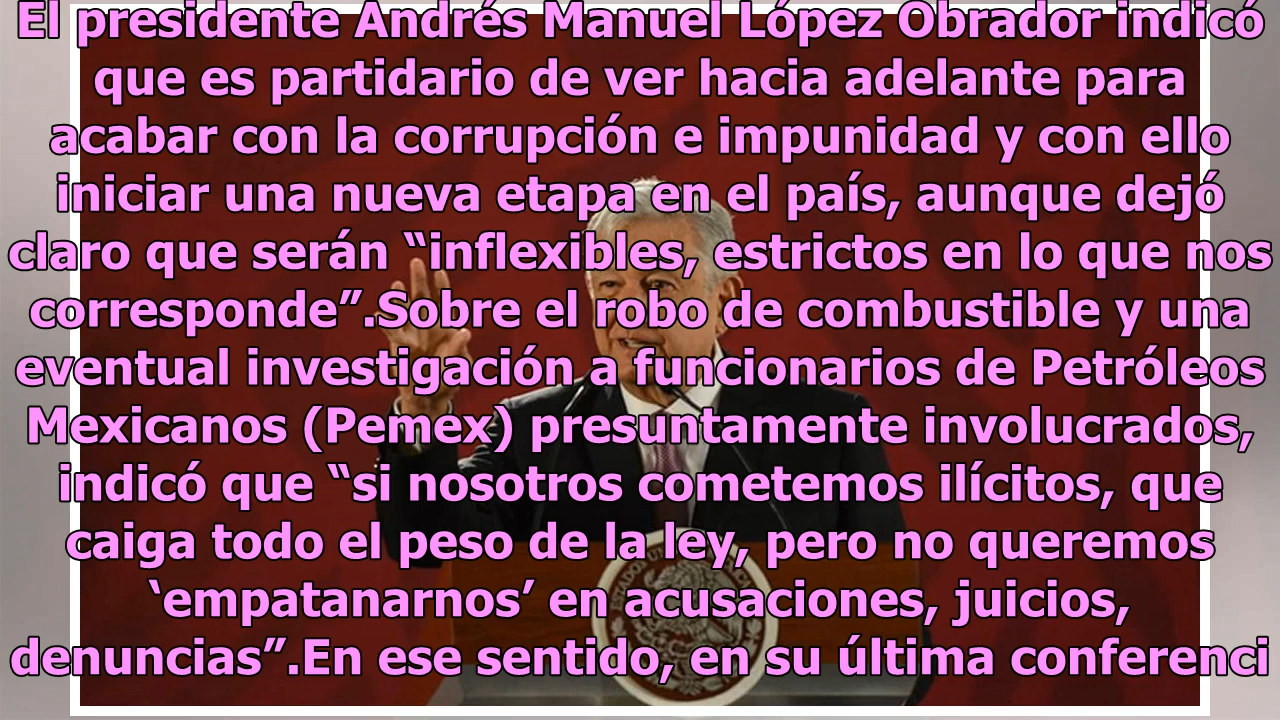 El presidente Andrés Manuel López Obrador indicó
que es partidario de ver hacia adelante para
acabar con la corrupción e impunidad y con ello
iniciar una nueva etapa en el país, aunque dejó
claro que serán “inflexibles, estrictos en lo que nos
corresponde”.Sobre el robo de combustible y una
eventual investigación a funcionarios de Petróleos
Mexicanos (Pemex) presuntamente involucrados,
indicó que “si nosotros cometemos ilícitos, que
caiga todo el peso de la ley, pero no queremos
‘empatanarnos’ en acusaciones, juicios,
denuncias”.En ese sentido, en su última conferenci